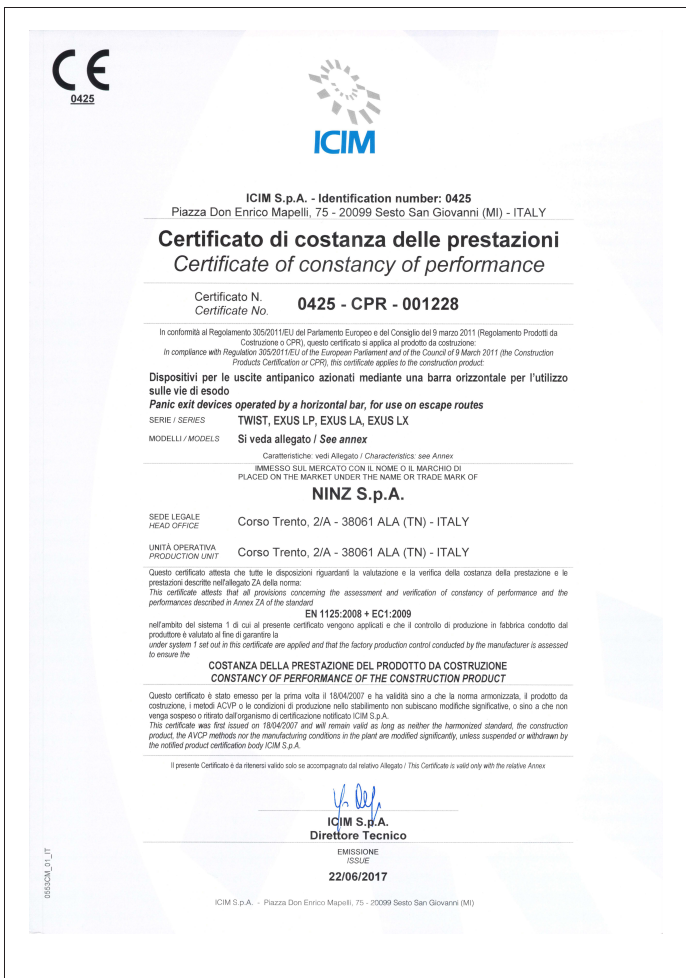 CE
0425
ICIM
ICIM S.p.A. - Identification number: 0425
Piazza Don Enrico Mapelli, 75 - 20099 Sesto San Giovanni (MI) - ITALY
Certificato di costanza delle prestazioni
Certificate of constancy of performance
Certificato N.
Certificate No.
0425 - CPR - 001228
In conformità al Regolamento 305/2011/EU del Parlamento Europeo e del Consiglio del 9 marzo 2011 (Regolamento Prodotti da
Costruzione o CPR), questo certificato si applica al prodotto da costruzione:
In compliance with Regulation 305/2011/EU of the European Parliament and of the Council of 9 March 2011 (the Construction
Products Certification or CPR), this certificate applies to the construction product:
Dispositivi per le uscite antipanico azionati mediante una barra orizzontale per l'utilizzo
sulle vie di esodo
Panic exit devices operated by a horizontal bar, for use on escape routes
SERIE / SERIES TWIST, EXUS LP, EXUS LA, EXUS LX
MODELLI / MODELS Si veda allegato / See annex
Caratteristiche: vedi Allegato / Characteristics: see Annex
IMMESSO SUL MERCATO CON IL NOME O IL MARCHIO DI
PLACED ON THE MARKET UNDER THE NAME OR TRADE MARK OF
NINZ S.p.A.
SEDE LEGALE
HEAD OFFICE
Corso Trento, 2/A - 38061 ALA (TN) - ITALY
UNITÀ OPERATIVA
PRODUCTION UNIT
Corso Trento, 2/A - 38061 ALA (TN) - ITALY
Questo certificato attesta che tutte le disposizioni riguardanti la valutazione e la verifica della costanza della prestazione e le
prestazioni descritte nell'allegato ZA della norma:
This certificate attests that all provisions concerning the assessment and verification of constancy of performance and the
performances described in Annex ZA of the standard
EN 1125:2008 + EC1:2009
nell'ambito del sistema 1 di cui al presente certificato vengono applicati e che il controllo di produzione in fabbrica condotto dal
produttore è valutato al fine di garantire la
under system 1 set out in this certificate are applied and that the factory production control conducted by the manufacturer is assessed
to ensure the
COSTANZA DELLA PRESTAZIONE DEL PRODOTTO DA COSTRUZIONE
CONSTANCY OF PERFORMANCE OF THE CONSTRUCTION PRODUCT
Questo certificato è stato emesso per la prima volta il 18/04/2007 e ha validità sino a che la norma armonizzata, il prodotto da
costruzione, i metodi ACVP o le condizioni di produzione nello stabilimento non subiscano modifiche significative, o sino a che non
venga sospeso o ritirato dall'organismo di certificazione notificato ICIM S.p.A.
This certificate was first issued on 18/04/2007 and will remain valid as long as neither the harmonized standard, the construction
product, the AVCP methods nor the manufacturing conditions in the plant are modified significantly, unless suspended or withdrawn by
the notified product certification body ICIM S.p.A.
Il presente Certificato è da ritenersi valido solo se accompagnato dal relativo Allegato / This Certificate is valid only with the relative Annex
ICIM S.p.A.
Direttore Tecnico
EMISSIONE
ISSUE
22/06/2017
0553CM_01_IT
ICIM S.p.A. - Piazza Don Enrico Mapelli, 75 - 20099 Sesto San Giovanni (MI)